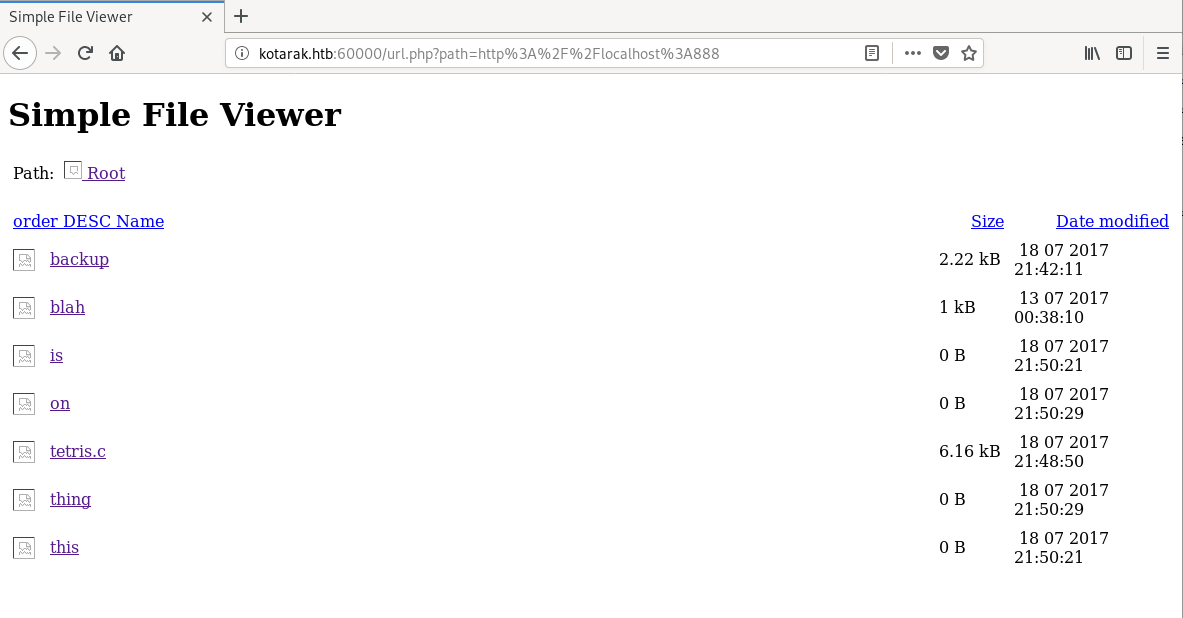 Simple File Viewer
kotarak.htb:60000/url.php?path=http%3A%2F%2Flocalhost%3A888
Simple File Viewer
Path: Root
order DESC Name Size Date modified
backup 2.22 kB 18 07 2017
21:42:11
blah 1 kB 13 07 2017
00:38:10
is 0 B 18 07 2017
21:50:21
on 0 B 18 07 2017
21:50:29
tetris.c 6.16 kB 18 07 2017
21:48:50
thing 0 B 18 07 2017
21:50:29
this 0 B 18 07 2017
21:50:21